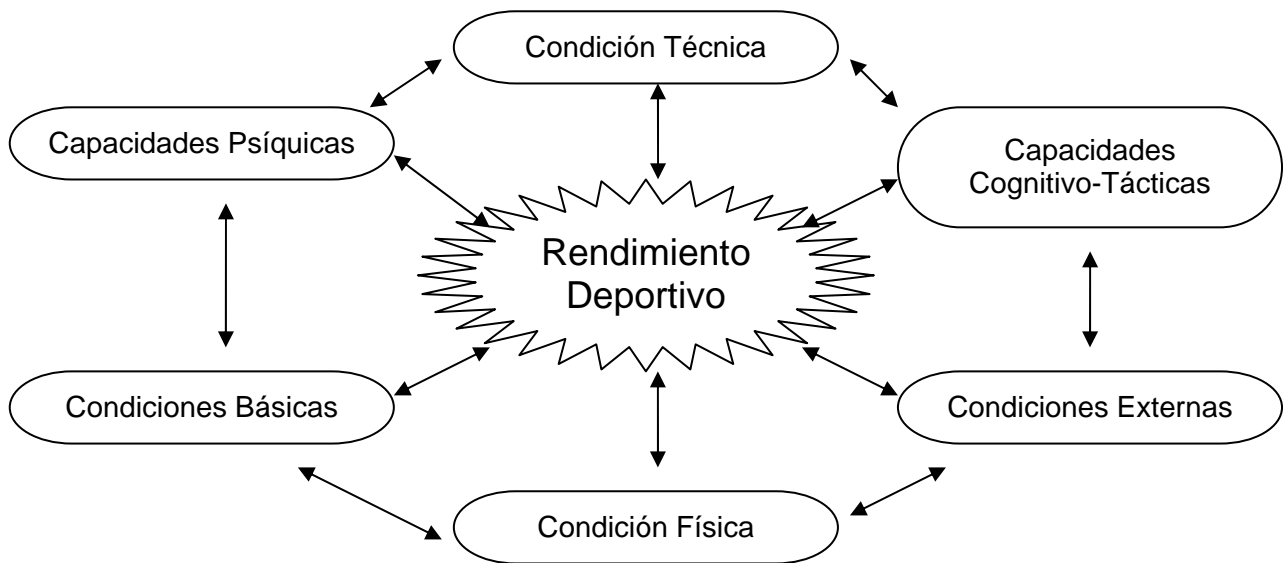 Condición Técnica
Capacidades Psíquicas
Capacidades
Cognitivo-Tácticas
Rendimiento
Deportivo
Condiciones Básicas
Condiciones Externas
Condición Física